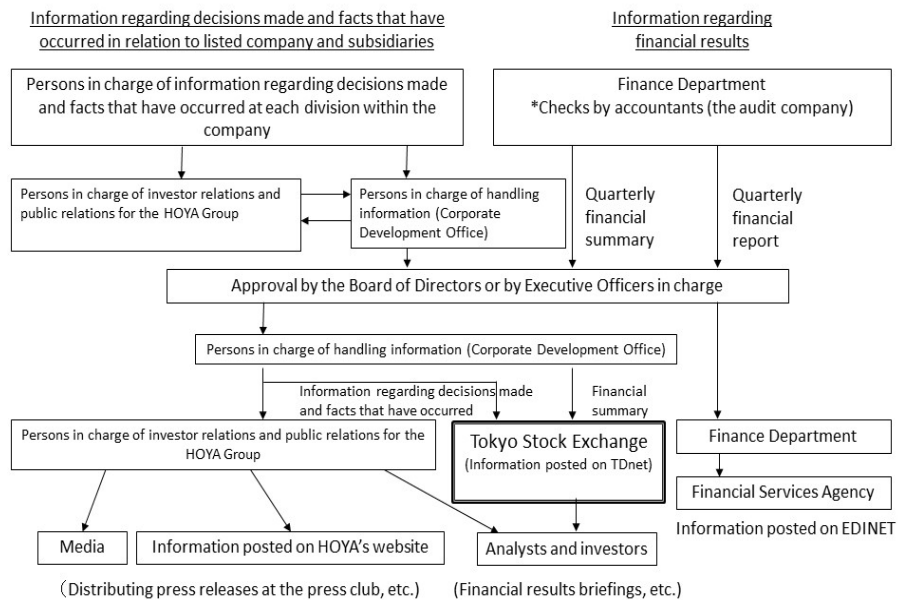 Information regarding decisions made and facts that have
occurred in relation to listed company and subsidiaries
Information regarding
financial results
Persons in charge of information regarding decisions made
and facts that have occurred at each division within the
company
Finance Department
*Checks by accountants (the audit company)
Persons in charge of investor relations and
public relations for the HOYA Group
Persons in charge of handling
information (Corporate
Development Office)
Quarterly
financial
summary
Quarterly
financial
report
Approval by the Board of Directors or by Executive Officers in charge
Persons in charge of handling information (Corporate Development Office)
Information regarding decisions made
and facts that have occurred
Financial
summary
Persons in charge of investor relations and public relations for the
HOYA Group
Tokyo Stock Exchange
(Information posted on TDnet)
Finance Department
Financial Services Agency
Information posted on EDINET
Media
Information posted on HOYA's website
Analysts and investors
（Distributing press releases at the press club, etc.)
(Financial results briefings, etc.)